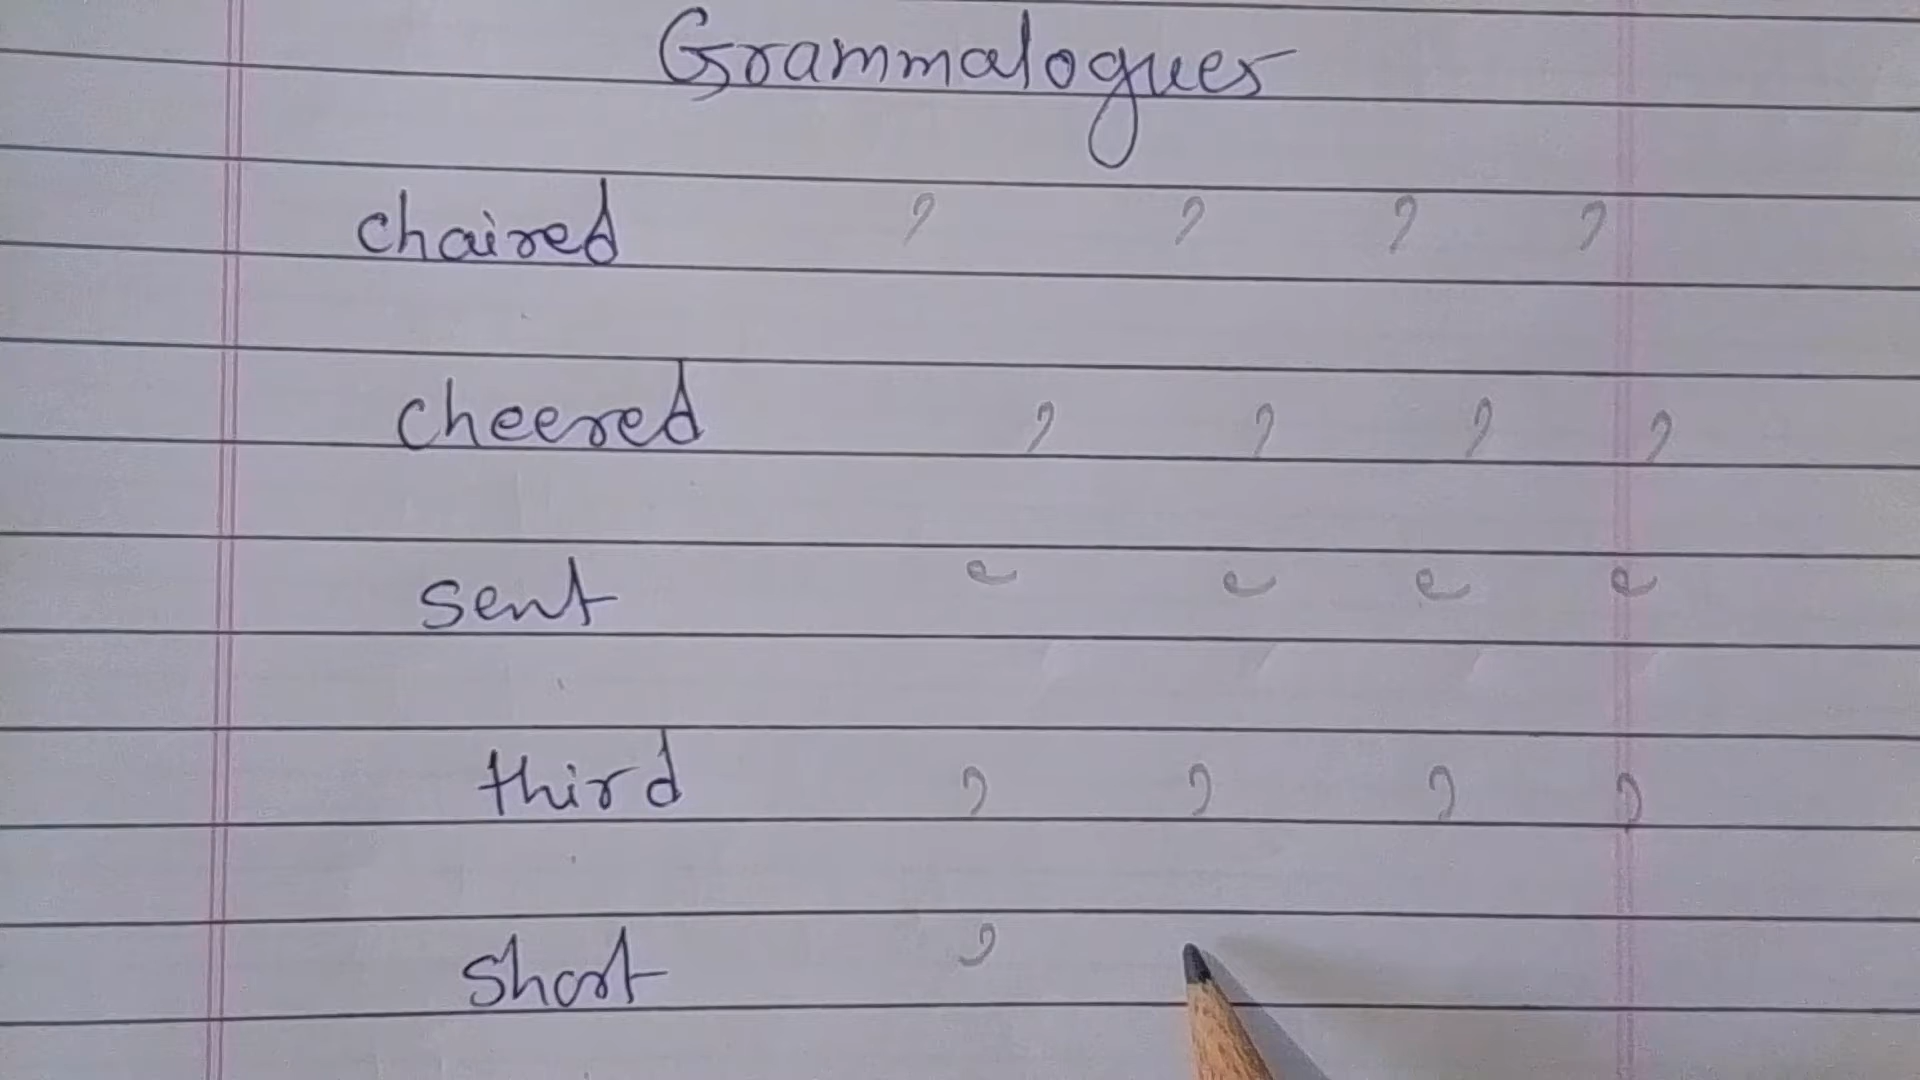 Grammalogues
chaired
cheered
sent
third
short